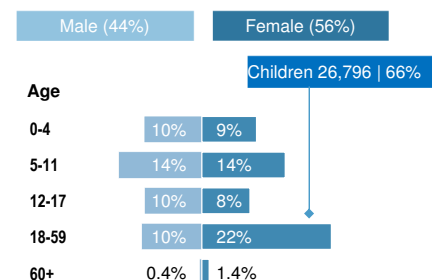 Male (44%) Female (56%)
Children 26,796 | 66%
Age
0-4 10% 9%
5-11 14% 14%
12-17 10% 8%
18-59 10% 22%
60+ 0.4% 1.4%